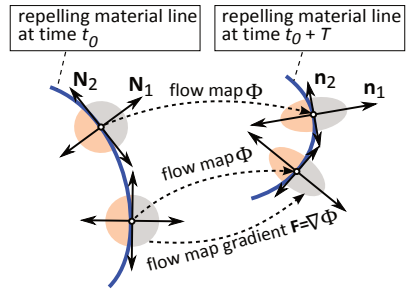 repelling material line
at time t₀
repelling material line
at time t₀ + T
N₂
N₁
flow map Φ
n₂
n₁
flow map Φ
flow map gradient F=∇Φ